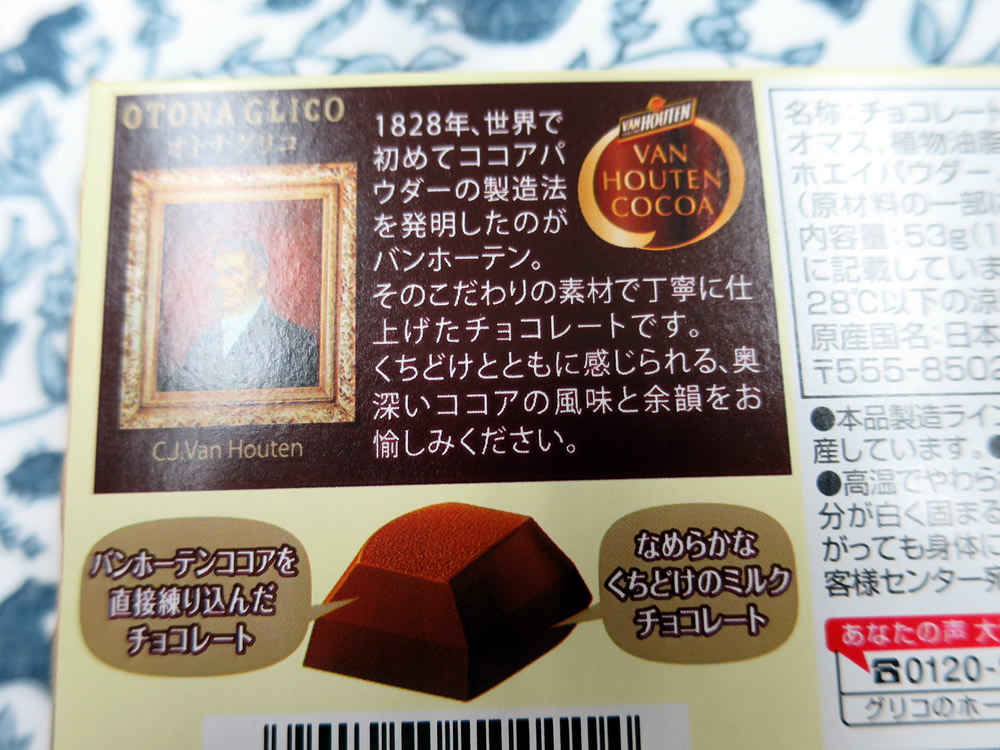 OTONA GLICO
オトナグリコ
C.J.Van Houten
1828年、世界で
初めてココアパ
ウダーの製造法
を発明したのが
バンホーテン。
そのこだわりの素材で丁寧に仕
上げたチョコレートです。
くちどけとともに感じられる、奥
深いココアの風味と余韻をお
愉しみください。
VAN HOUTEN
VAN
HOUTEN
COCOA
バンホーテンココアを
直接練り込んだ
チョコレート
なめらかな
くちどけのミルク
チョコレート
名称:チョコレート
オマス、植物油脂
ホエイパウダー
(原材料の一部に
内容量:53g(1
に記載していま
28℃以下の涼
原産国名:日本
〒555-8502
●本品製造ライン
産しています。●
●高温でやわら
分が白く固まる
がっても身体に
客様センター
あなたの声 大
☎0120-
グリコのホー